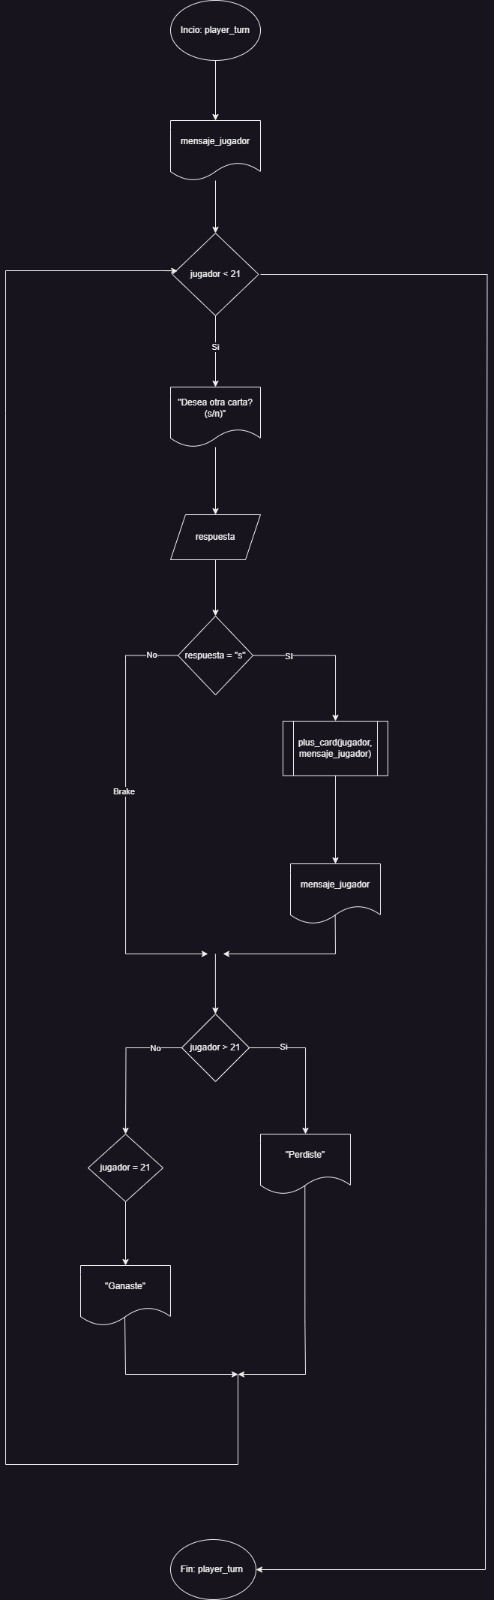 Incio: player_turn
mensaje_jugador
jugador < 21
Si
"Desea otra carta?
(s/n)"
respuesta
respuesta = "s"
No
SI
plus_card(jugador,
mensaje_jugador)
Brake
mensaje_jugador
jugador > 21
No
Si
jugador = 21
"Perdiste"
"Ganaste"
Fin: player_turn